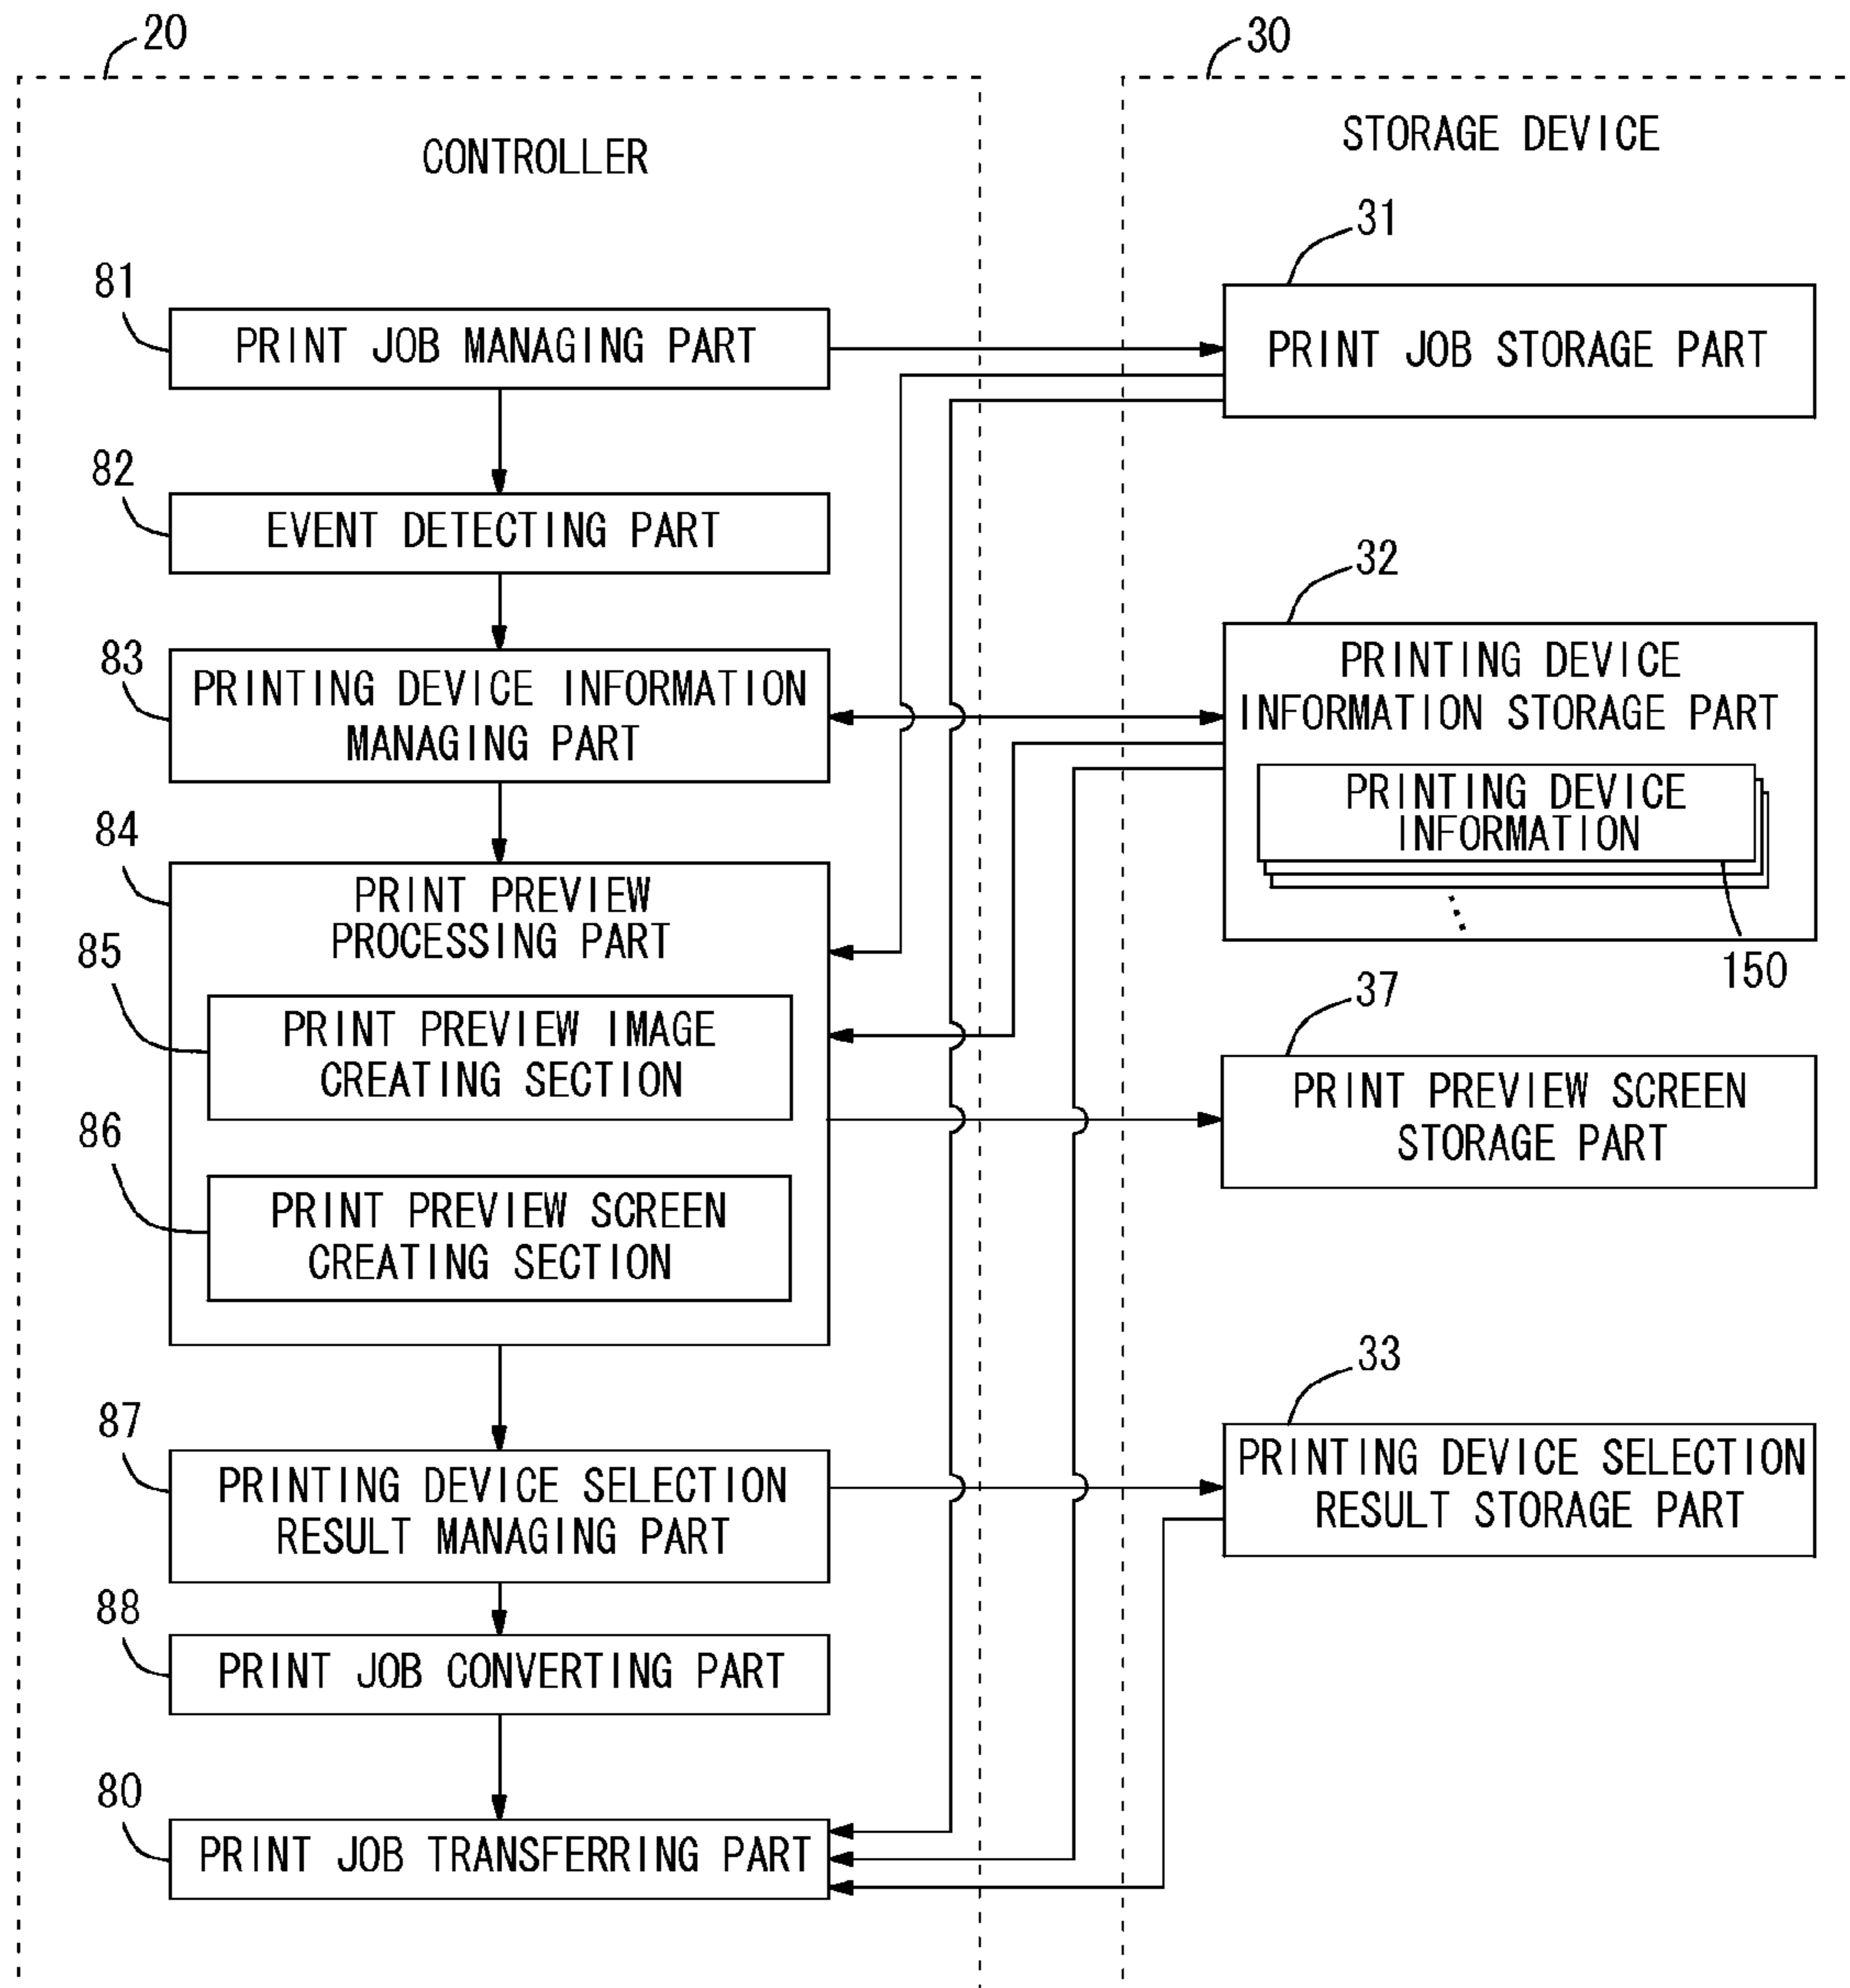 20
30
CONTROLLER
STORAGE DEVICE
81
PRINT JOB MANAGING PART
31
PRINT JOB STORAGE PART
82
EVENT DETECTING PART
83
PRINTING DEVICE INFORMATION
MANAGING PART
32
PRINTING DEVICE
INFORMATION STORAGE PART
PRINTING DEVICE
INFORMATION
150
84
PRINT PREVIEW
PROCESSING PART
85
PRINT PREVIEW IMAGE
CREATING SECTION
37
PRINT PREVIEW SCREEN
STORAGE PART
86
PRINT PREVIEW SCREEN
CREATING SECTION
87
PRINTING DEVICE SELECTION
RESULT MANAGING PART
33
PRINTING DEVICE SELECTION
RESULT STORAGE PART
88
PRINT JOB CONVERTING PART
80
PRINT JOB TRANSFERRING PART